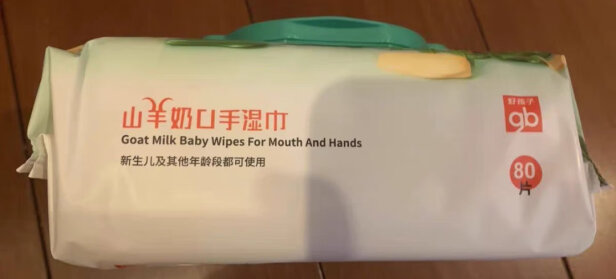 山羊奶口手湿巾
Goat Milk Baby Wipes For Mouth And Hands
新生儿及其他年龄段都可使用
好孩子
gb
80
片